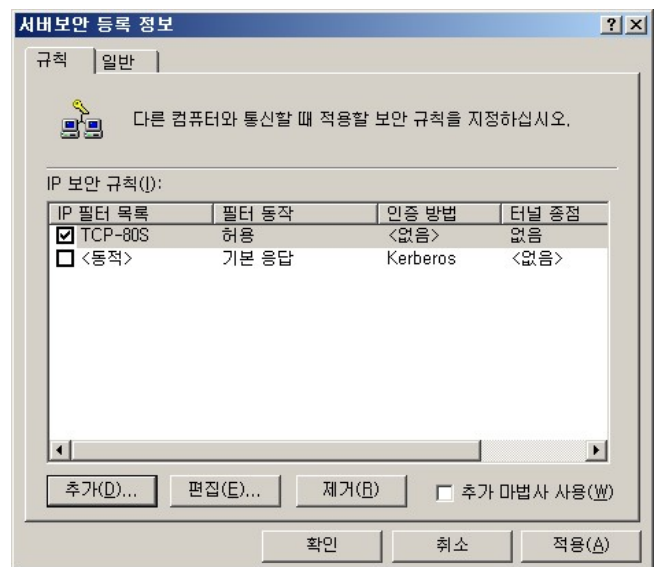 서버보안 등록 정보
규칙 일반
다른 컴퓨터와 통신할 때 적용할 보안 규칙을 지정하십시오.
IP 보안 규칙(I):
IP 필터 목록 필터 동작 인증 방법 터널 종점
TCP-80S 허용 <없음> 없음
<동적> 기본 응답 Kerberos <없음>
추가(D)... 편집(E)... 제거(R) 추가 마법사 사용(W)
확인 취소 적용(A)